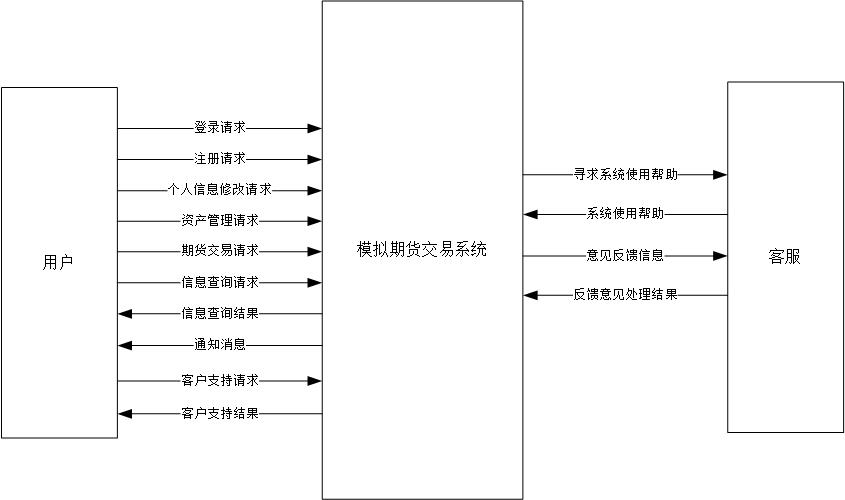 用户
登录请求
注册请求
个人信息修改请求
资产管理请求
期货交易请求
信息查询请求
信息查询结果
通知消息
客户支持请求
客户支持结果
模拟期货交易系统
寻求系统使用帮助
系统使用帮助
意见反馈信息
反馈意见处理结果
客服